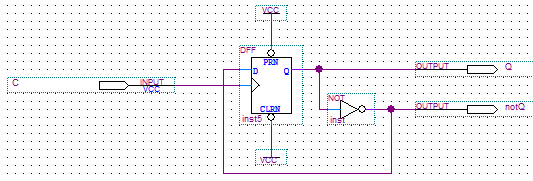 VCC
DFF
PRN
D Q
OUTPUT Q
C INPUT
VCC
NOT
CLRN
OUTPUT notQ
inst5
inst
VCC